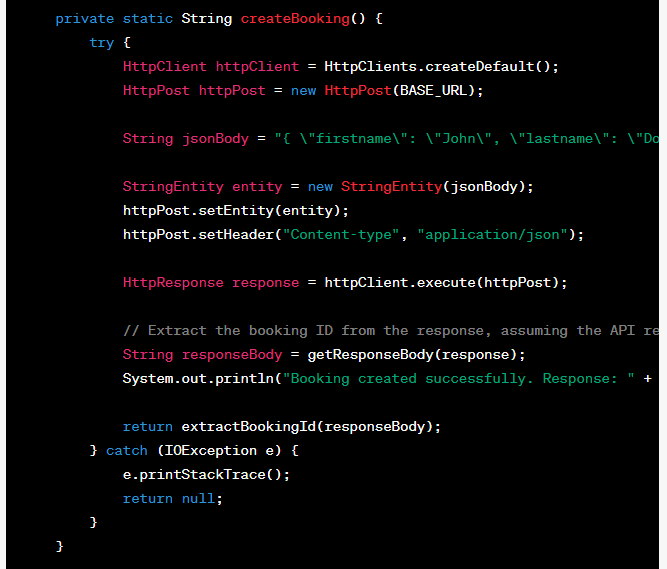 private static String createBooking() {
try {
HttpClient httpClient = HttpClients.createDefault();
HttpPost httpPost = new HttpPost(BASE_URL);
String jsonBody = "{ \"firstname\": \"John\", \"lastname\": \"Do
StringEntity entity = new StringEntity(jsonBody);
httpPost.setEntity(entity);
httpPost.setHeader("Content-type", "application/json");
HttpResponse response = httpClient.execute(httpPost);
// Extract the booking ID from the response, assuming the API re
String responseBody = getResponseBody(response);
System.out.println("Booking created successfully. Response: " +
return extractBookingId(responseBody);
} catch (IOException e) {
e.printStackTrace();
return null;
}
}